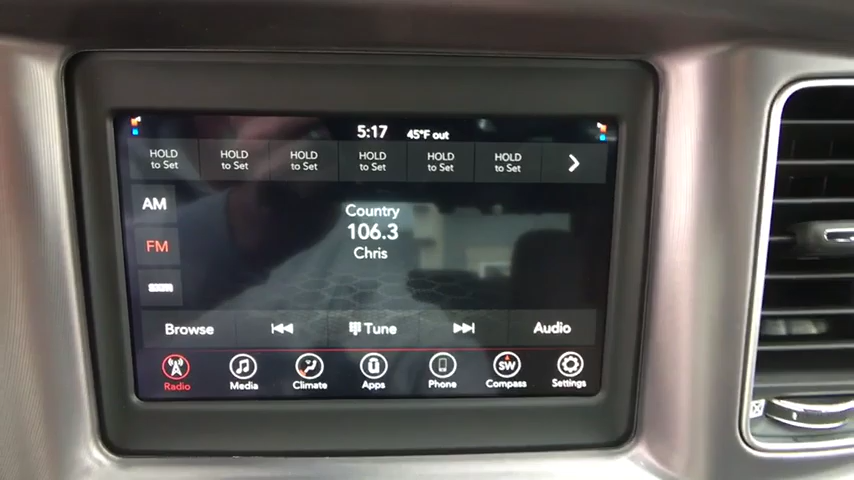 5:17 45°F out
HOLD to Set
HOLD to Set
HOLD to Set
HOLD to Set
HOLD to Set
HOLD to Set
AM
FM
Country
106.3
Chris
Browse Tune Audio
SW
Radio Media Climate Apps Phone Compass Settings